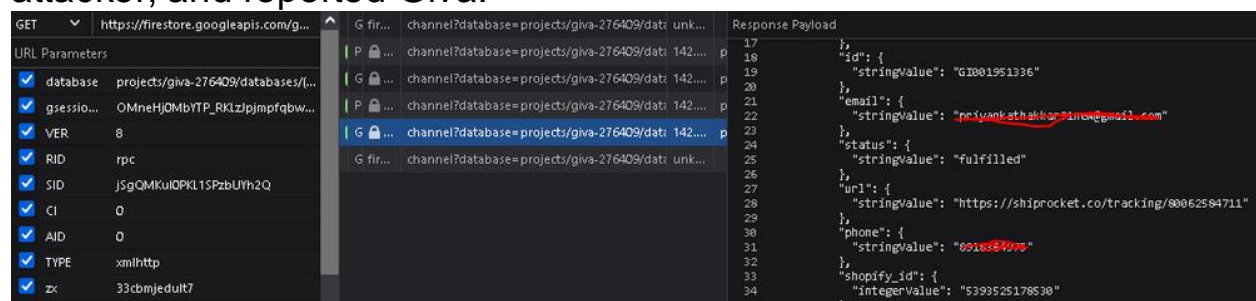 attacker, and reported Giva.
GET https://firestore.googleapis.com/g...
URL Parameters
database projects/giva-276409/databases/(...
gsessio...
VER 8
RID rpc
SID
CI 0
AID 0
TYPE xmlhttp
zx 33cbmjedult7
G fir... channel?database=projects/giva-276409/data unk...
P ... channel?database=projects/giva-276409/data 142.... p
G ... channel?database=projects/giva-276409/data 142....
P ... channel?database=projects/giva-276409/data 142.... p
G ... channel?database=projects/giva-276409/data 142.... p
G fir... channel?database=projects/giva-276409/data unk...
Response Payload
17 },
18 "id": {
19 "stringValue": "GI001951336"
20 },
21 "email": {
22 "stringValue":
23 },
24 "status": {
25 "stringValue": "fulfilled"
26 },
27 "url": {
28 "stringValue": "https://shiprocket.co/tracking/80062584711"
29 },
30 "phone": {
31 "stringValue":
32 },
33 "shopify_id": {
34 "integerValue": "5393525178530"